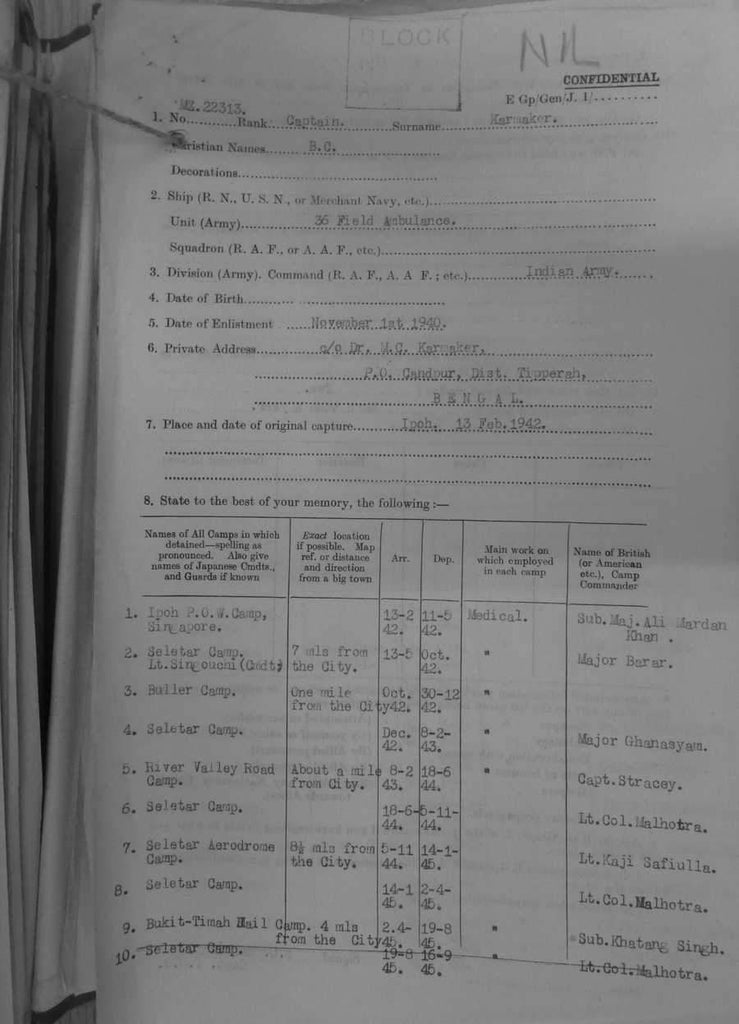 BLOCK
NIL
CONFIDENTIAL
E Gp/Gen/J. 1/..........
MZ.22313.
1. No............Rank....Captain.............Surname............Karmaker.............
Christian Names..........B.C...........................
Decorations.................................................
2. Ship (R. N., U. S. N., or Merchant Navy, etc.)................................................
Unit (Army)..................36 Field Ambulance.............................................
Squadron (R. A. F., or A. A. F., etc.)...........................................................
3. Division (Army). Command (R. A. F., A. A F. ; etc.)............Indian Army.......
4. Date of Birth............ ..................................
5. Date of Enlistment ......November 1st 1940.
6. Private Address..............c/o Dr. M.C. Karmaker.
P.O. Candpur, Dist. Tipperah,
B E N G A L.
7. Place and date of original capture...........Ipoh. 13 Feb.1942.
8. State to the best of your memory, the following :—
Names of All Camps in which detained—spelling as pronounced. Also give names of Japanese Cmdts., and Guards if known
Exact location if possible. Map ref. or distance and direction from a big town
Arr.
Dep.
Main work on which employed in each camp
Name of British (or American etc.), Camp Commander
1. Ipoh P.O.W.Camp, 13-2 11-5 Medical. Sub. Maj. Ali Mardan
Singapore. 42. 42. Khan .
2. Seletar Camp. 7 mls from 13-5 Oct. " Major Barar.
Lt.Singouchi(Cmdt) the City. 42.
3. Buller Camp. One mile Oct. 30-12 "
from the City 42. 42.
4. Seletar Camp. Dec. 8-2- " Major Ghanasyam.
42. 43.
5. River Valley Road About a mile 8-2 18-6 " Capt.Stracey.
Camp. from City. 43. 44.
6. Seletar Camp. 18-6- 5-11- Lt.Col.Malhotra.
44. 44.
7. Seletar Aerodrome 8½ mls from 5-11 14-1- Lt.Kaji Safiulla.
Camp. the City. 44. 45.
8. Seletar Camp. 14-1 2-4- Lt.Col.Malhotra.
45. 45.
9. Bukit-Timah Camp. 4 mls 2.4- 19-8 " Sub.Khatang Singh.
from the City 45. 45.
10. Seletar Camp. 19-8 16-9 " Lt.Col.Malhotra.
45. 45.